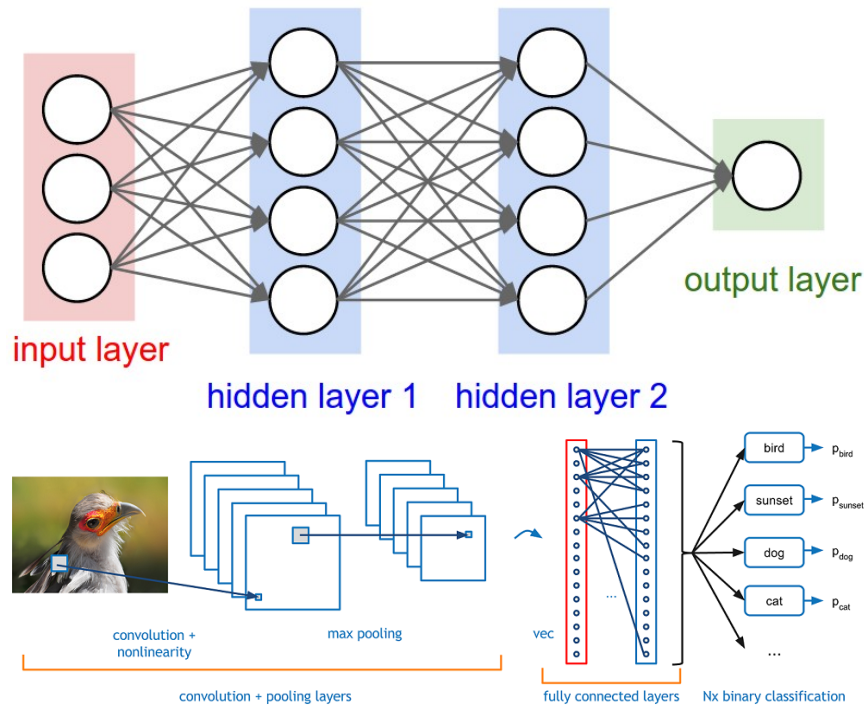 input layer
hidden layer 1
hidden layer 2
output layer
convolution +
nonlinearity
max pooling
convolution + pooling layers
vec
...
fully connected layers
bird
p_bird
sunset
p_sunset
dog
p_dog
cat
p_cat
...
Nx binary classification